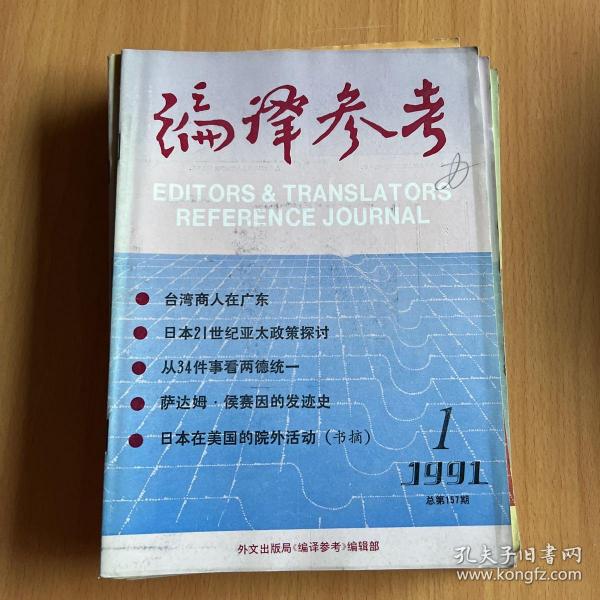 编译参考
EDITORS & TRANSLATORS
REFERENCE JOURNAL
台湾商人在广东
日本21世纪亚太政策探讨
从34件事看两德统一
萨达姆·侯赛因的发迹史
日本在美国的院外活动（书摘）
1
1991
总第157期
外文出版局《编译参考》编辑部
孔夫子旧书网
www.kongfz.com